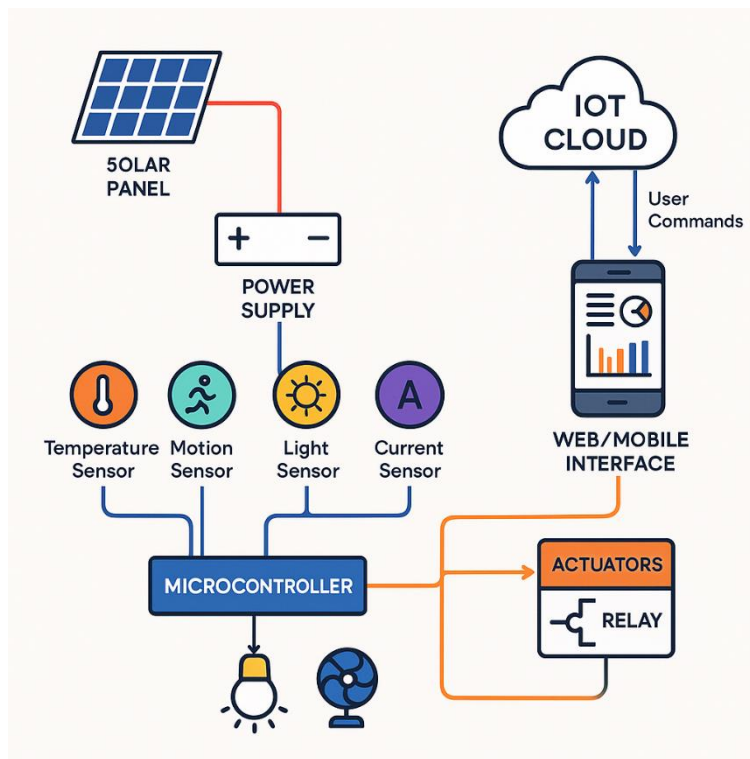 5OLAR
PANEL
IOT
CLOUD
User
Commands
+ −
POWER
SUPPLY
A
Temperature
Sensor
Motion
Sensor
Light
Sensor
Current
Sensor
WEB/MOBILE
INTERFACE
MICROCONTROLLER
ACTUATORS
RELAY